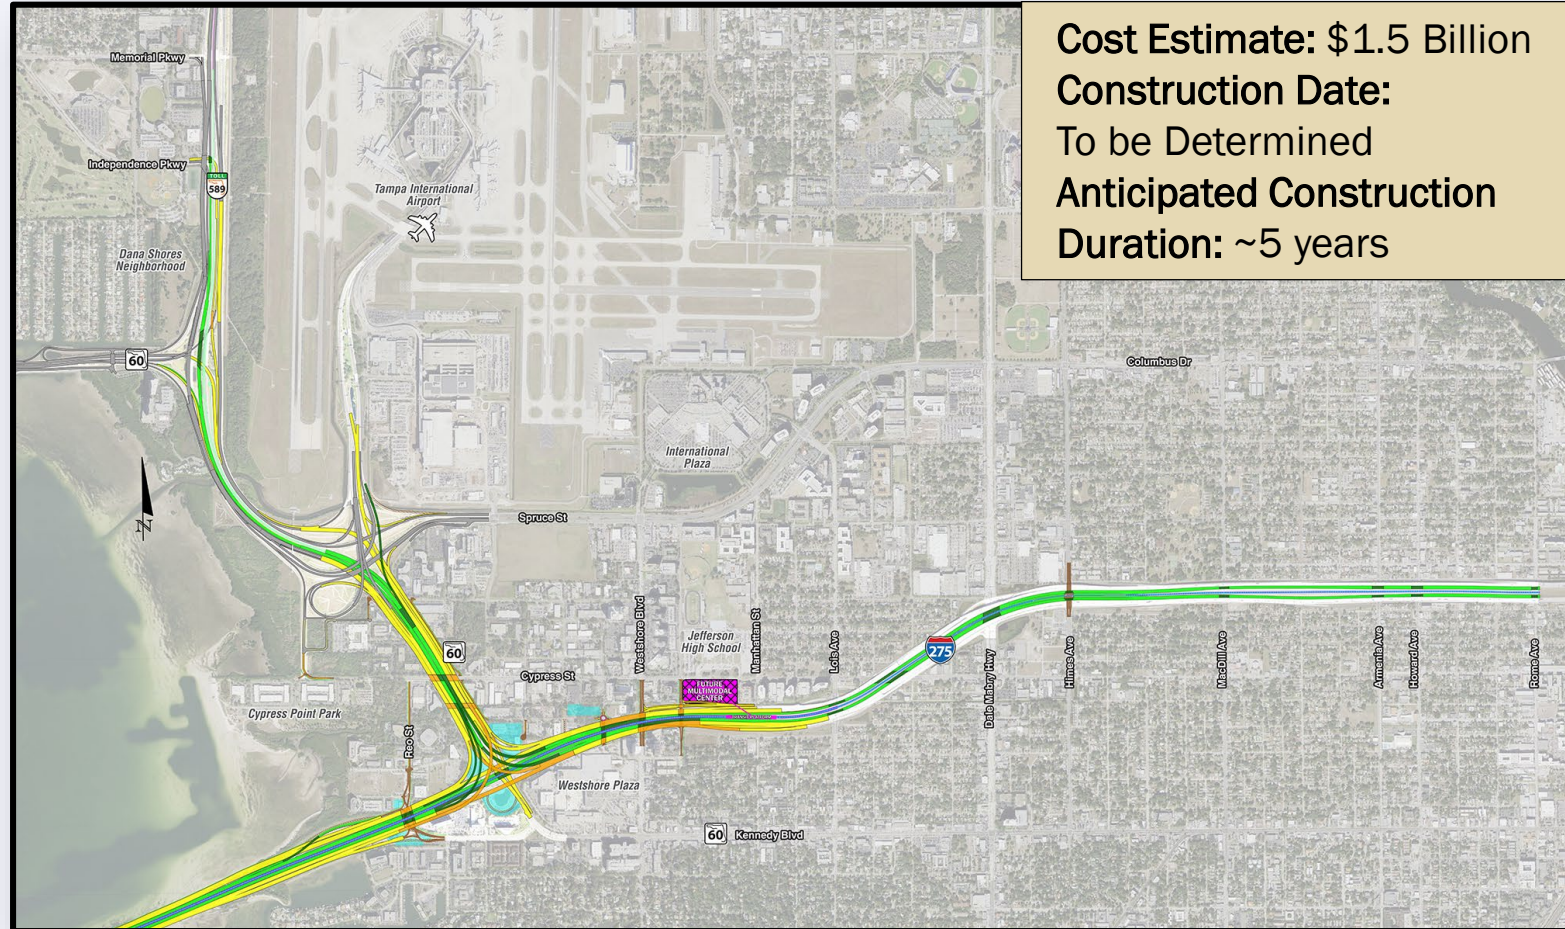 Cost Estimate: $1.5 Billion
Construction Date:
To be Determined
Anticipated Construction
Duration: ~5 years
Memorial Pkwy
Independence Pkwy
TOLL
589
Tampa International
Airport
Dana Shores
Neighborhood
60
Columbus Dr
International
Plaza
N
Spruce St
60
Westshore Blvd
Jefferson
High School
Manhattan St
Lois Ave
275
Dale Mabry Hwy
Himes Ave
MacDill Ave
Armenia Ave
Howard Ave
Rome Ave
Cypress St
FUTURE
MULTIMODAL
CENTER
Cypress Point Park
Reo St
Westshore Plaza
60
Kennedy Blvd